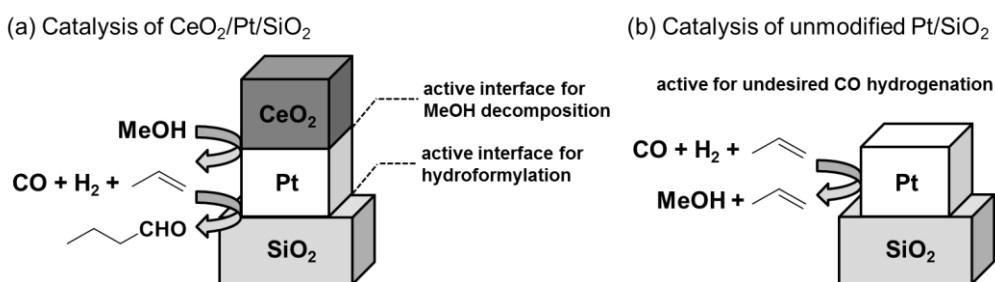 (a) Catalysis of CeO₂/Pt/SiO₂
CeO₂
active interface for
MeOH decomposition
MeOH
active interface for
hydroformylation
CO + H₂ +
Pt
CHO
SiO₂
(b) Catalysis of unmodified Pt/SiO₂
active for undesired CO hydrogenation
CO + H₂ +
MeOH +
Pt
SiO₂